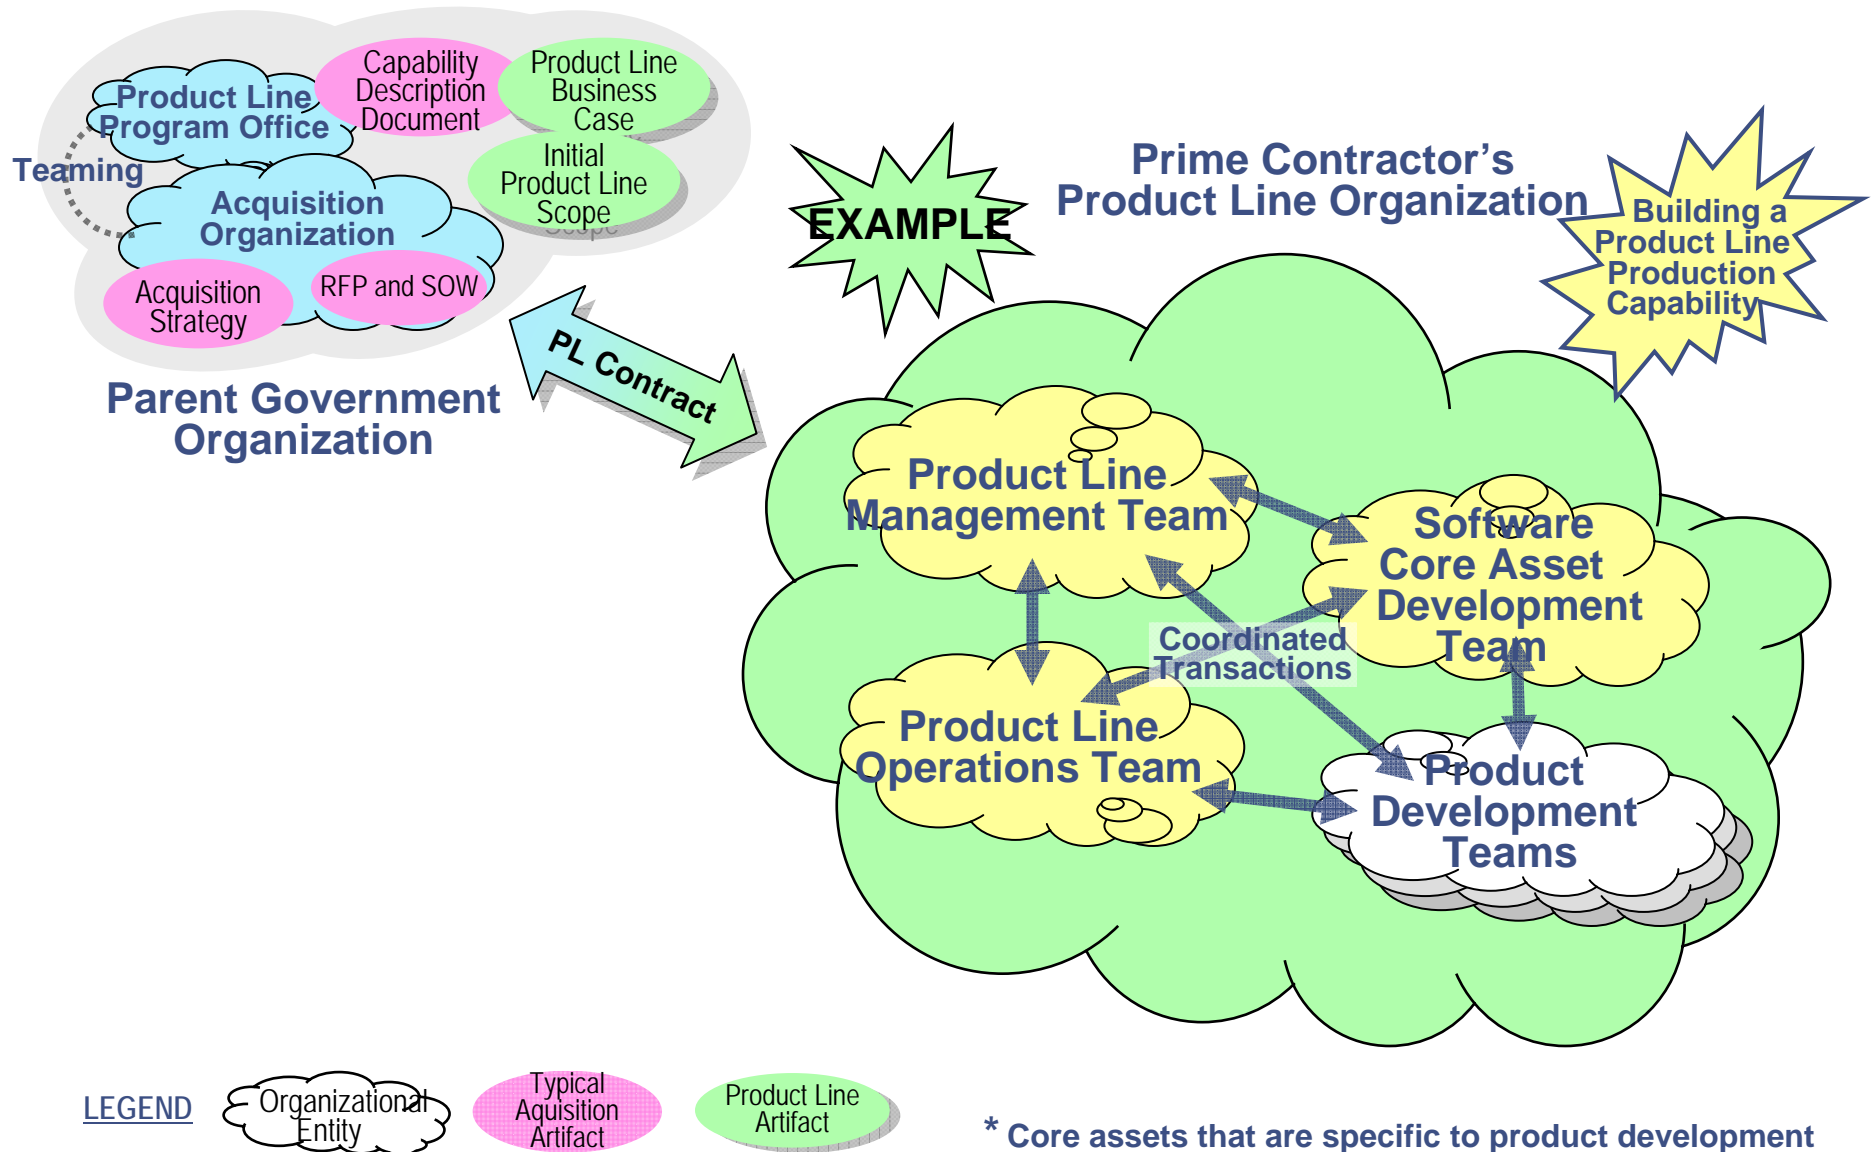 Product Line
Program Office
Teaming
Acquisition
Organization
Capability
Description
Document
Product Line
Business
Case
Initial
Product Line
Scope
Scope
Acquisition
Strategy
RFP and SOW
Parent Government
Organization
PL Contract
EXAMPLE
Prime Contractor's
Product Line Organization
Building a
Product Line
Production
Capability
Product Line
Management Team
Software
Core Asset
Development
Team
Coordinated
Transactions
Product Line
Operations Team
Product
Development
Teams
LEGEND
Organizational
Entity
Typical
Aquisition
Artifact
Product Line
Artifact
* Core assets that are specific to product development